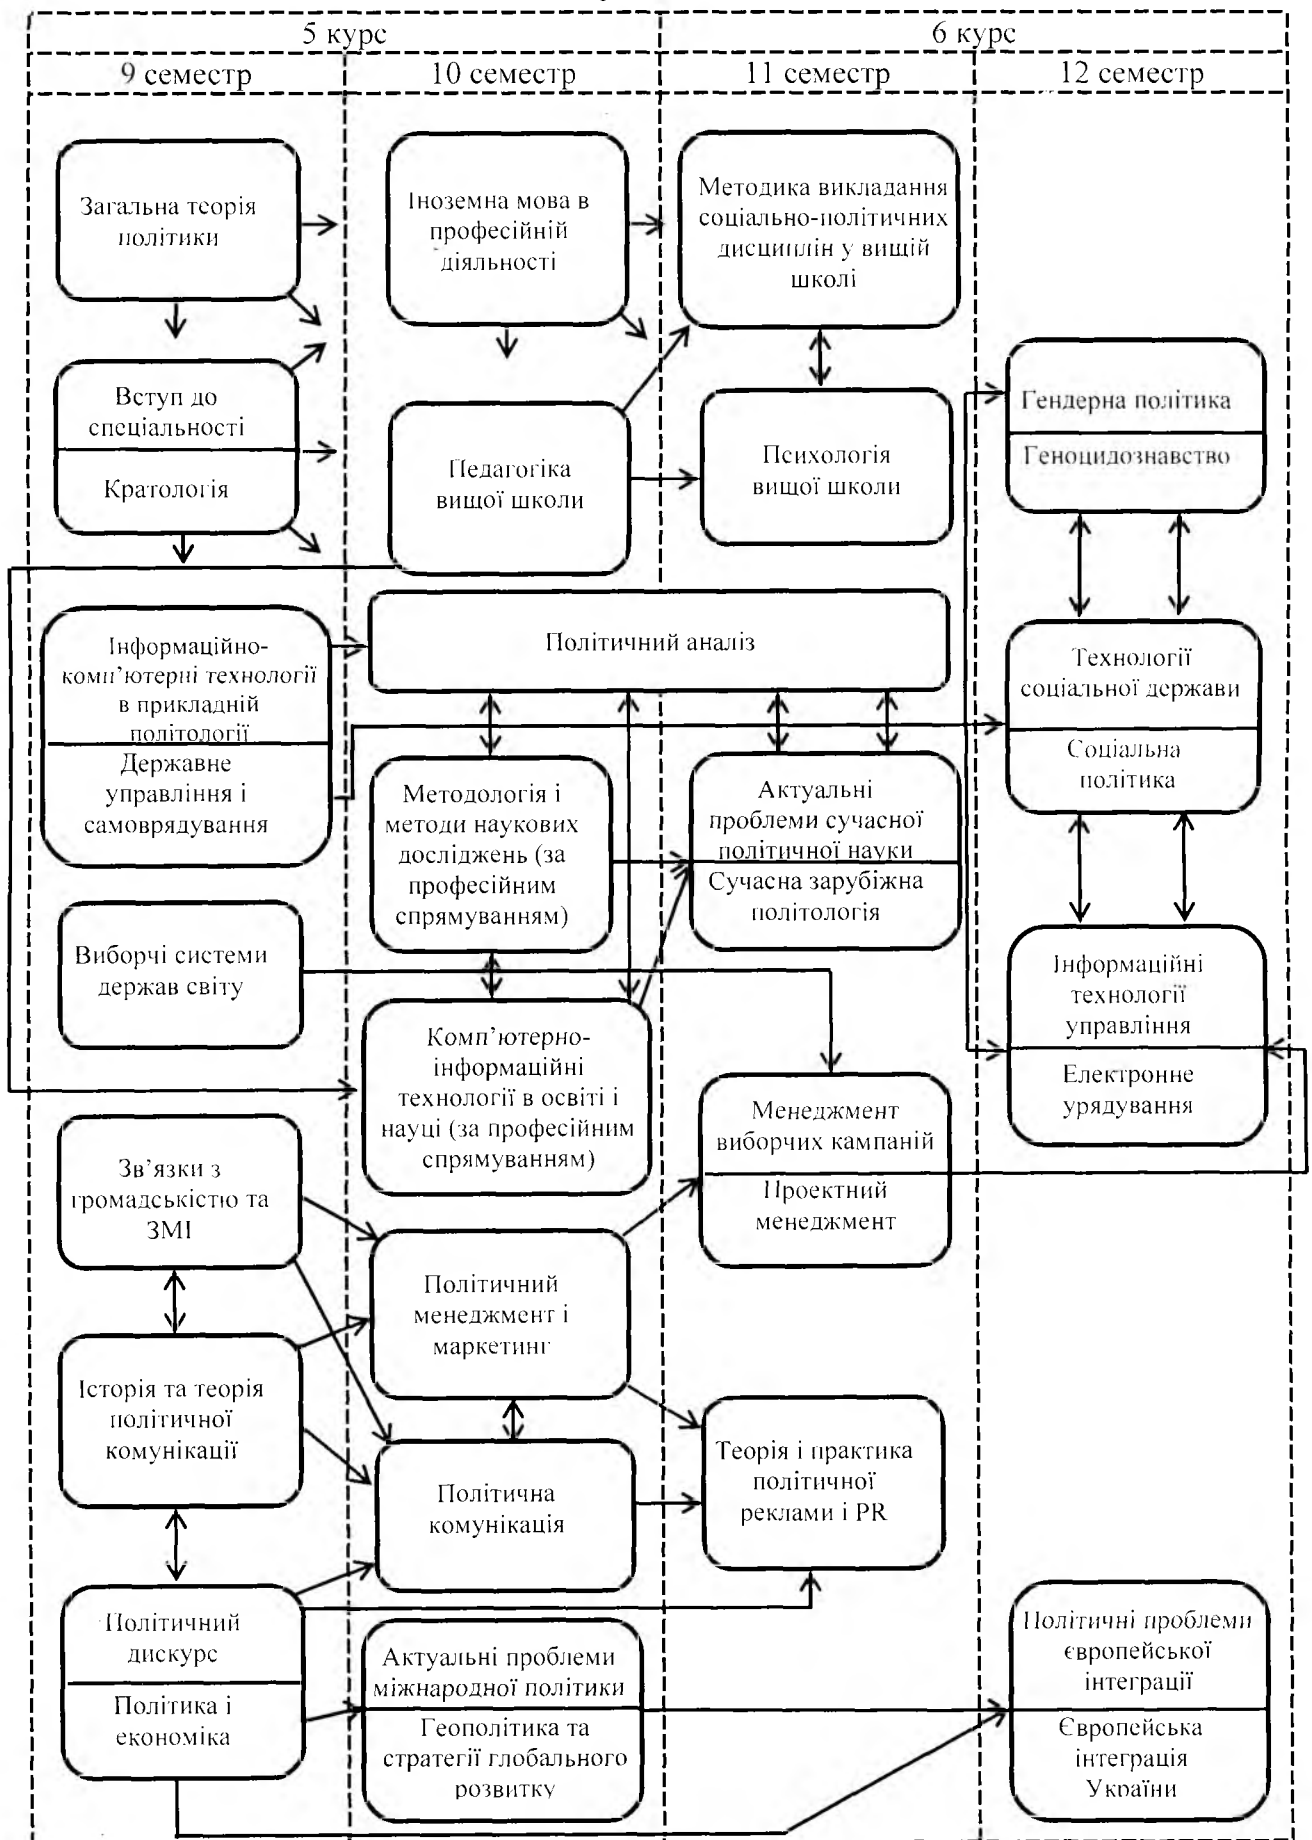 5 курс
6 курс
9 семестр
10 семестр
11 семестр
12 семестр
Загальна теорія
політики
Вступ до
спеціальності
Кратологія
Інформаційно-
комп'ютерні технології
в прикладній
політології
Державне
управління і
самоврядування
Виборчі системи
держав світу
Зв'язки з
громадськістю та
ЗМІ
Історія та теорія
політичної
комунікації
Політичний
дискурс
Політика і
економіка
Іноземна мова в
професійній
діяльності
Педагогіка
вищої школи
Політичний аналіз
Методологія і
методи наукових
досліджень (за
професійним
спрямуванням)
Комп'ютерно-
інформаційні
технології в освіті і
науці (за професійним
спрямуванням)
Політичний
менеджмент і
маркетинг
Політична
комунікація
Актуальні проблеми
міжнародної політики
Геополітика та
стратегії глобального
розвитку
Методика викладання
соціально-політичних
дисциплін у вищій
школі
Психологія
вищої школи
Актуальні
проблеми сучасної
політичної науки
Сучасна зарубіжна
політологія
Менеджмент
виборчих кампаній
Проектний
менеджмент
Теорія і практика
політичної
реклами і PR
Гендерна політика
Геноцидознавство
Технології
соціальної держави
Соціальна
політика
Інформаційні
технології
управління
Електронне
урядування
Політичні проблеми
європейської
інтеграції
Європейська
інтеграція
України